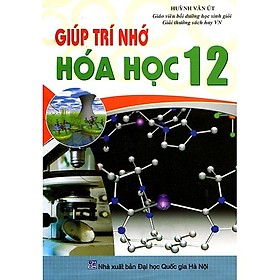 HUỲNH VĂN ÚT
Giáo viên bồi dưỡng học sinh giỏi
Giải thưởng sách hay VN
GIÚP TRÍ NHỚ
HÓA HỌC 12
Nhà xuất bản Đại học Quốc gia Hà Nội